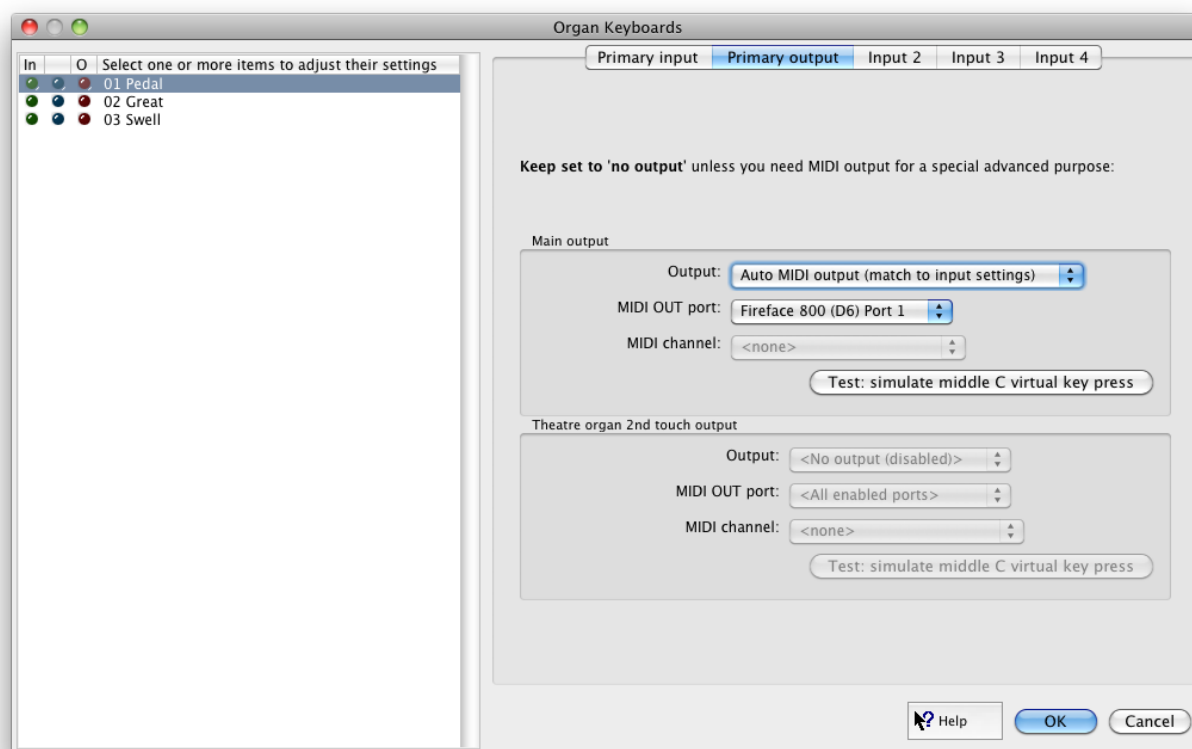 Organ Keyboards
In O Select one or more items to adjust their settings
01 Pedal
02 Great
03 Swell
Primary input Primary output Input 2 Input 3 Input 4
Keep set to 'no output' unless you need MIDI output for a special advanced purpose:
Main output
Output: Auto MIDI output (match to input settings)
MIDI OUT port: Fireface 800 (D6) Port 1
MIDI channel: <none>
Test: simulate middle C virtual key press
Theatre organ 2nd touch output
Output: <No output (disabled)>
MIDI OUT port: <All enabled ports>
MIDI channel: <none>
Test: simulate middle C virtual key press
? Help OK Cancel